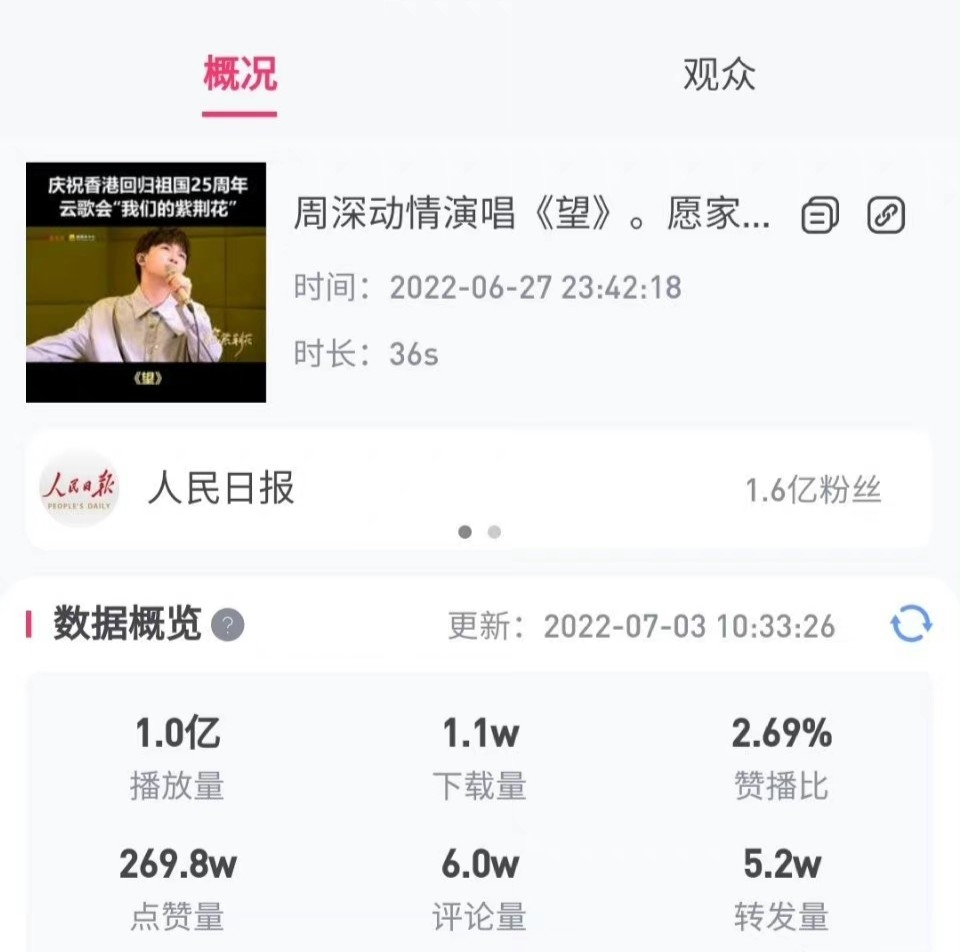 概况
观众
庆祝香港回归祖国25周年
云歌会“我们的紫荆花”
《望》
周深动情演唱《望》。愿家...
时间：2022-06-27 23:42:18
时长：36s
人民日报
PEOPLE'S DAILY
人民日报
1.6亿粉丝
数据概览 ?
更新：2022-07-03 10:33:26
1.0亿
1.1w
2.69%
播放量
下载量
赞播比
269.8w
6.0w
5.2w
点赞量
评论量
转发量